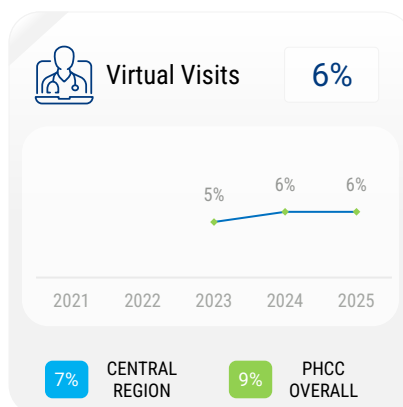 Virtual Visits 6%
5% 6% 6%
2021 2022 2023 2024 2025
7% CENTRAL REGION
9% PHCC OVERALL